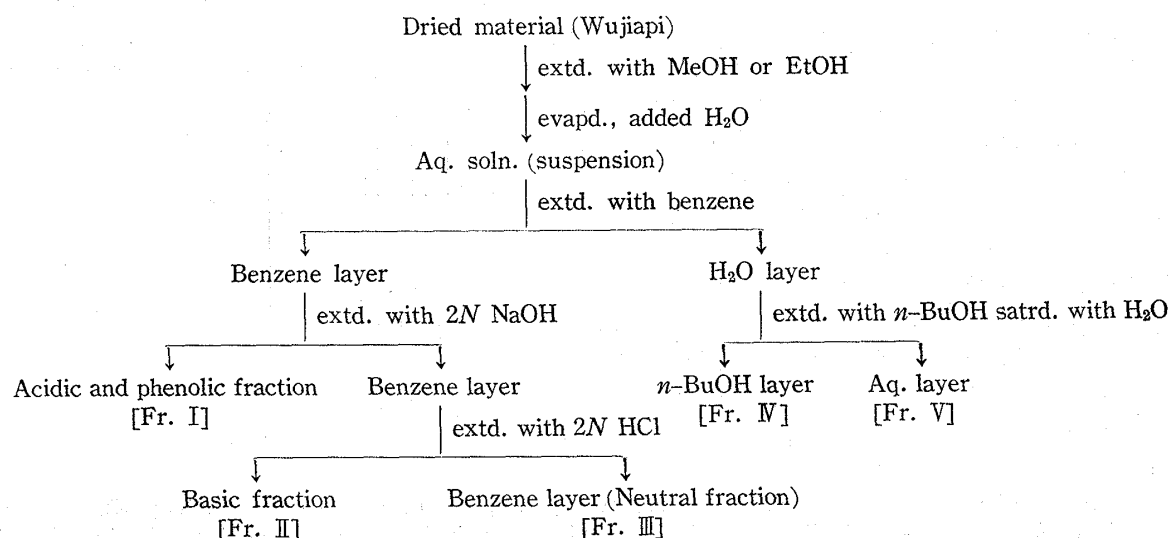 Dried material (Wujiapi)
extd. with MeOH or EtOH
evapd., added H₂O
Aq. soln. (suspension)
extd. with benzene
Benzene layer
H₂O layer
extd. with 2N NaOH
extd. with n-BuOH satrd. with H₂O
Acidic and phenolic fraction
[Fr. I]
Benzene layer
n-BuOH layer
[Fr. Ⅳ]
Aq. layer
[Fr. V]
extd. with 2N HCl
Basic fraction
[Fr. Ⅱ]
Benzene layer (Neutral fraction)
[Fr. Ⅲ]